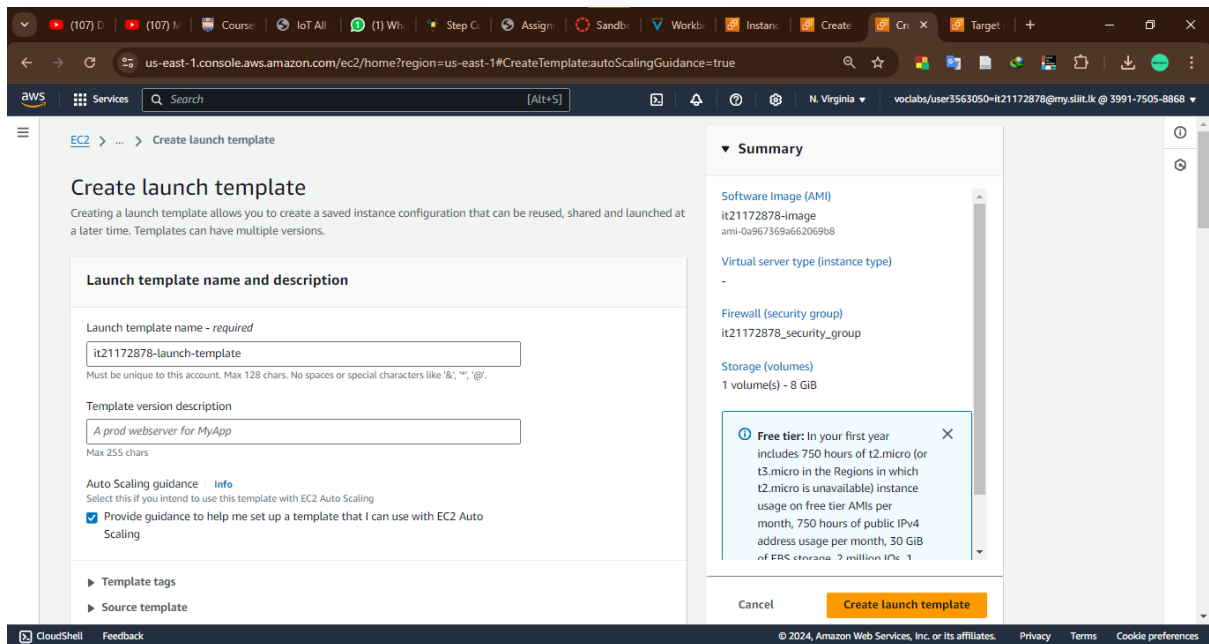 (107) D
(107) M
Course
IoT All
(1) Wh
Step Co
Assign
Sandbo
Workb
Instanc
Create
Cre
Target
us-east-1.console.aws.amazon.com/ec2/home?region=us-east-1#CreateTemplate:autoScalingGuidance=true
aws
Services
Search
[Alt+S]
N. Virginia
voclabs/user3563050=it21172878@my.sliit.lk @ 3991-7505-8868
EC2 > ... > Create launch template
Create launch template
Creating a launch template allows you to create a saved instance configuration that can be reused, shared and launched at
a later time. Templates can have multiple versions.
Launch template name and description
Launch template name - required
it21172878-launch-template
Must be unique to this account. Max 128 chars. No spaces or special characters like '&', '*', '@'.
Template version description
A prod webserver for MyApp
Max 255 chars
Auto Scaling guidance Info
Select this if you intend to use this template with EC2 Auto Scaling
Provide guidance to help me set up a template that I can use with EC2 Auto
Scaling
Template tags
Source template
Summary
Software Image (AMI)
it21172878-image
ami-0a967369a662069b8
Virtual server type (instance type)
-
Firewall (security group)
it21172878_security_group
Storage (volumes)
1 volume(s) - 8 GiB
Free tier: In your first year
includes 750 hours of t2.micro (or
t3.micro in the Regions in which
t2.micro is unavailable) instance
usage on free tier AMIs per
month, 750 hours of public IPv4
address usage per month, 30 GiB
of EBS storage, 2 million IOs, 1
Cancel
Create launch template
CloudShell
Feedback
© 2024, Amazon Web Services, Inc. or its affiliates.
Privacy
Terms
Cookie preferences